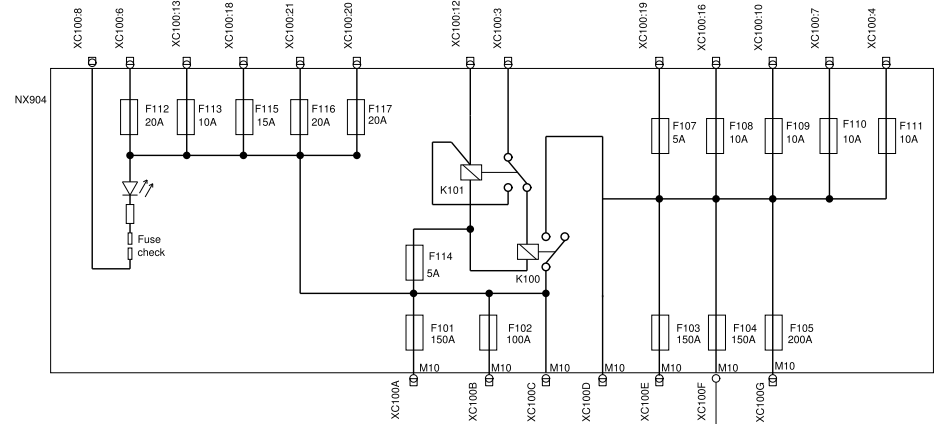 XC100:8
XC100:6
XC100:13
XC100:18
XC100:21
XC100:20
XC100:12
XC100:3
XC100:19
XC100:16
XC100:10
XC100:7
XC100:4
NX904
F112
20A
F113
10A
F115
15A
F116
20A
F117
20A
F107
5A
F108
10A
F109
10A
F110
10A
F111
10A
K101
Fuse
check
F114
5A
K100
F101
150A
F102
100A
F103
150A
F104
150A
F105
200A
M10
M10
M10
M10
M10
M10
M10
XC100A
XC100B
XC100C
XC100D
XC100E
XC100F
XC100G